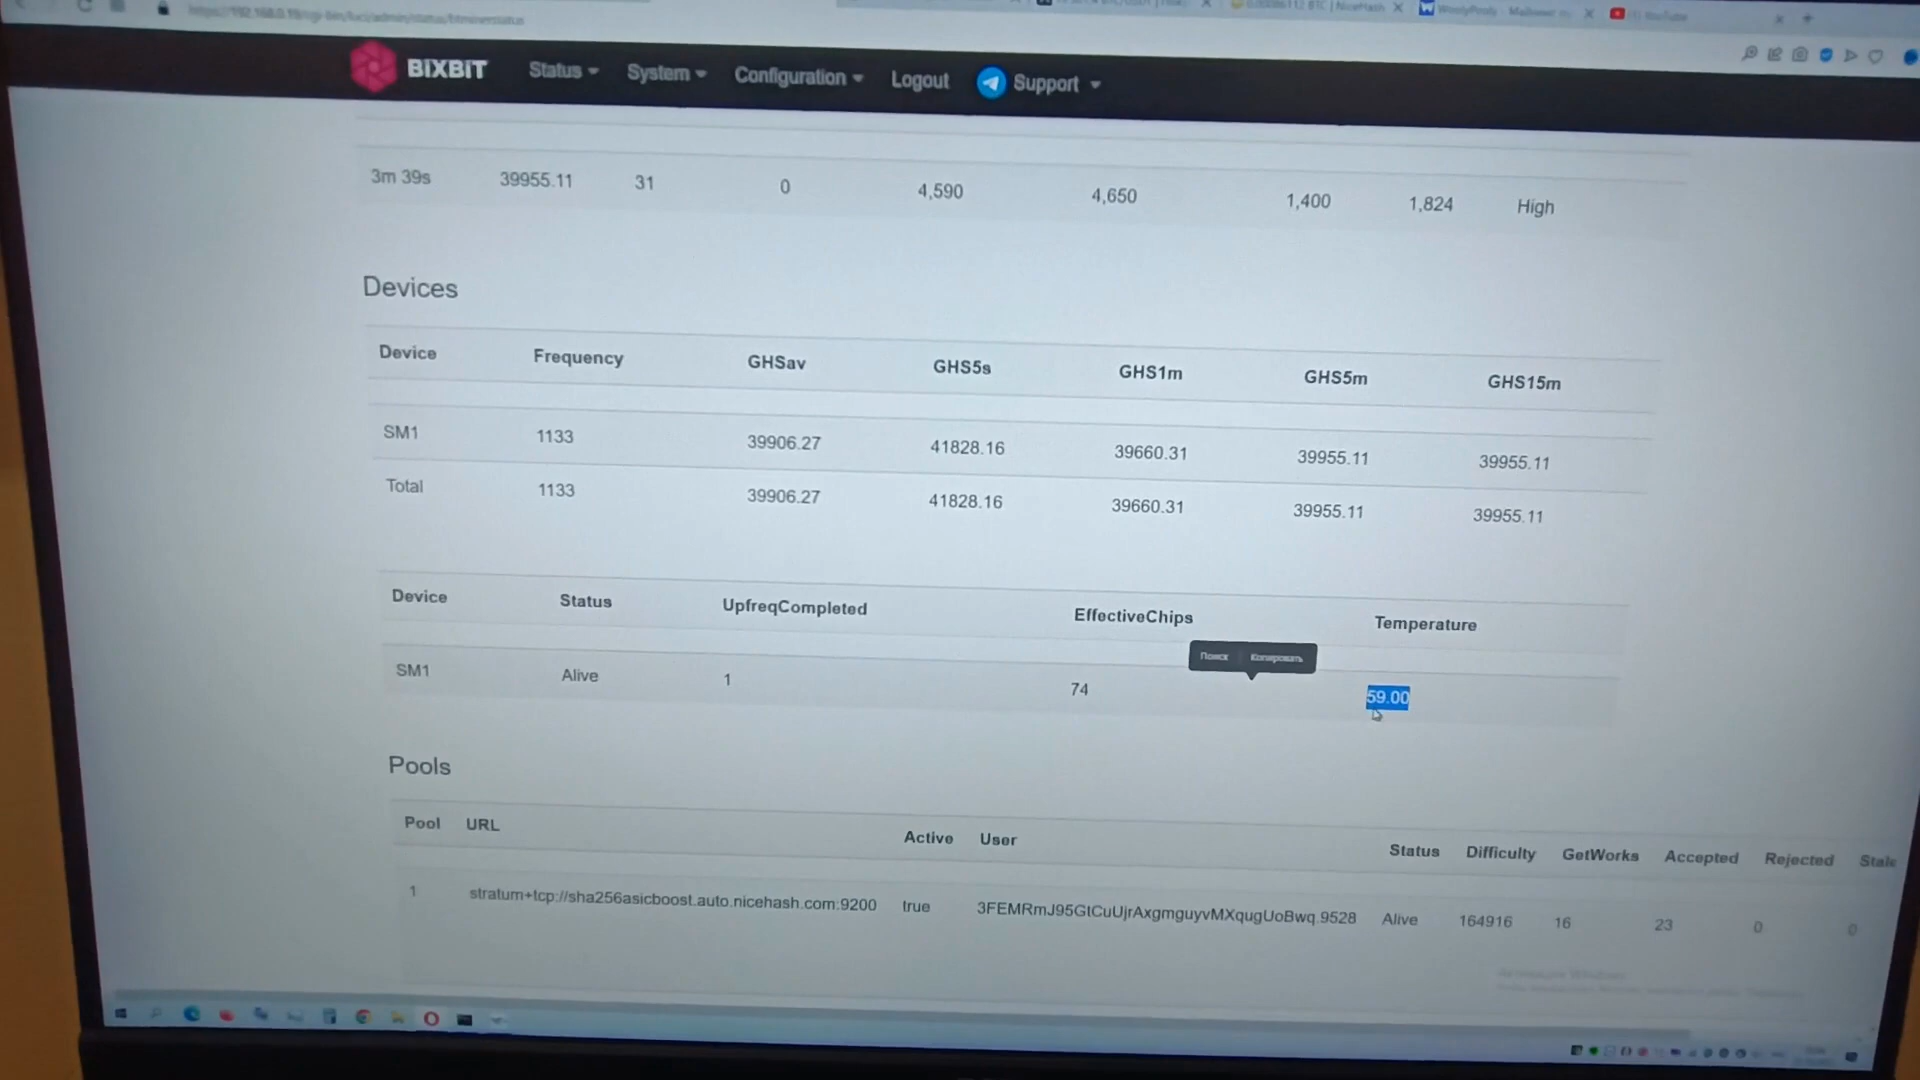 BIXBIT Status System Configuration Logout Support
3m 39s 39955.11 31 0 4,590 4,650 1,400 1,824 High
Devices
Device Frequency GHSav GHS5s GHS1m GHS5m GHS15m
SM1 1133 39906.27 41828.16 39660.31 39955.11 39955.11
Total 1133 39906.27 41828.16 39660.31 39955.11 39955.11
Device Status UpfreqCompleted EffectiveChips Temperature
Поиск Копировать
SM1 Alive 1 74 59.00
Pools
Pool URL Active User Status Difficulty GetWorks Accepted Rejected Stale
1 stratum+tcp://sha256asicboost.auto.nicehash.com:9200 true 3FEMRmJ95GtCuUjrAxgmguyvMXqugUoBwq.9528 Alive 164916 16 23 0 0